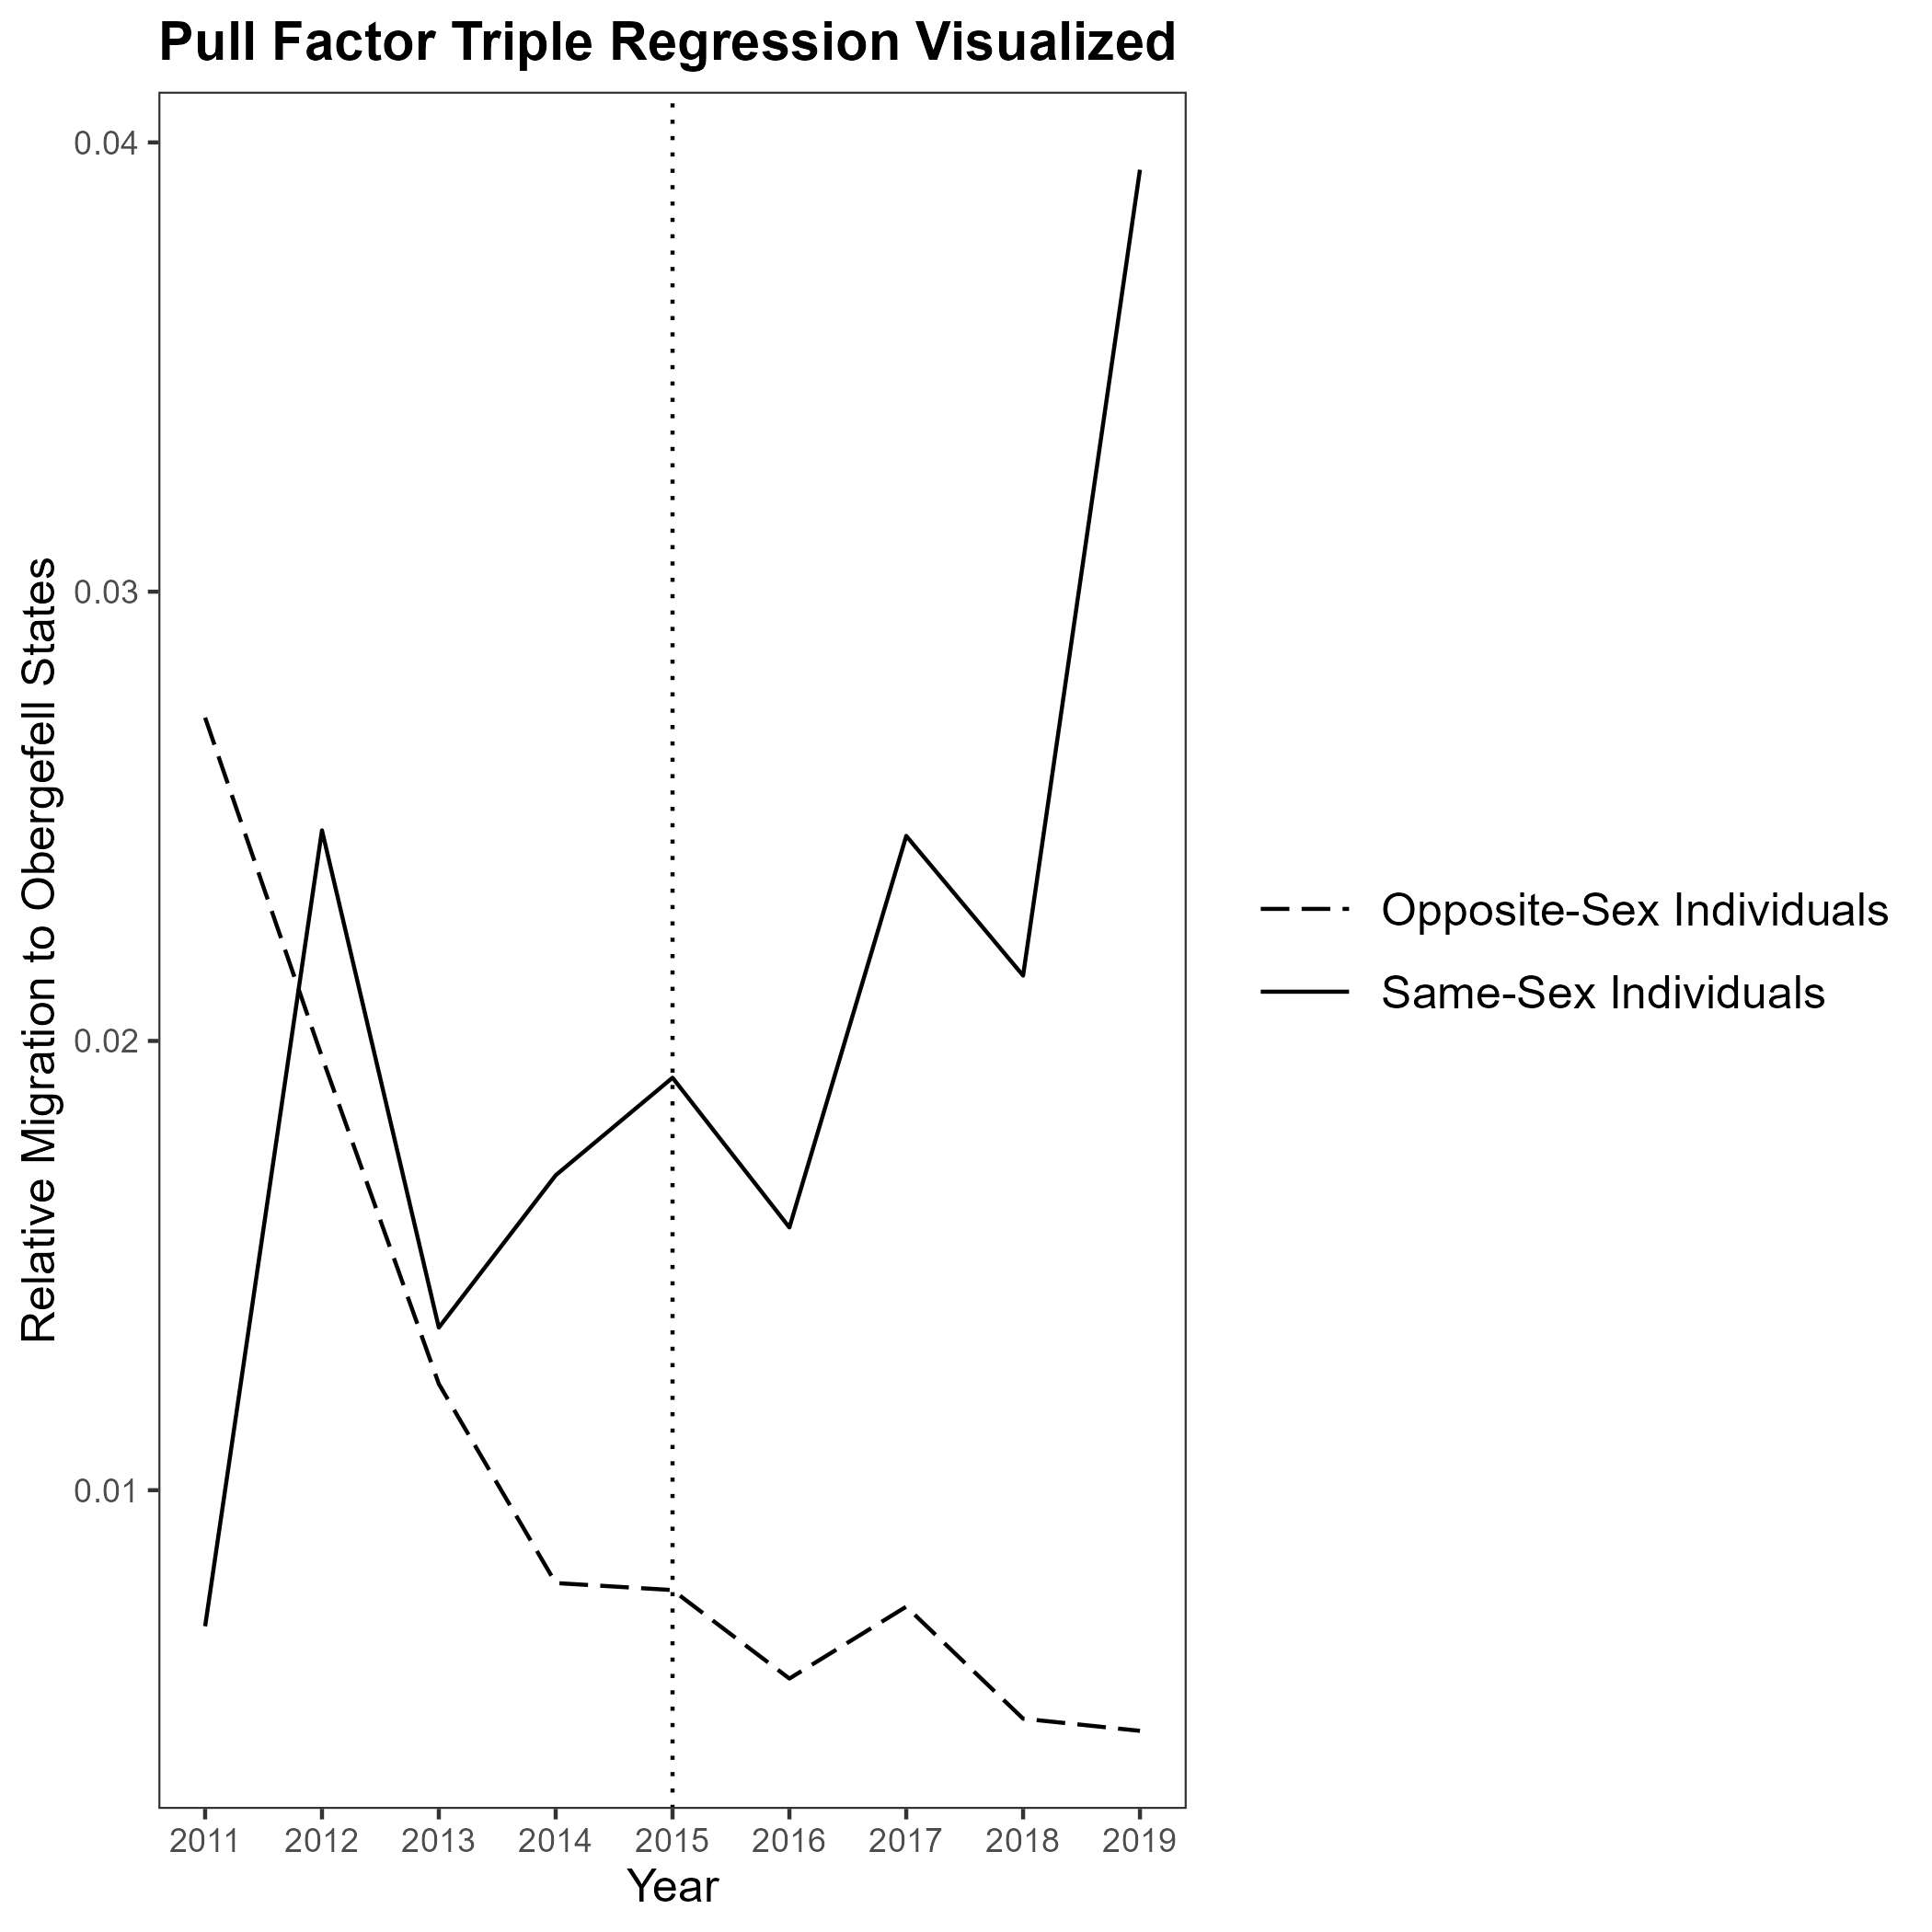 Pull Factor Triple Regression Visualized
Relative Migration to Obergefell States
0.04
0.03
0.02
0.01
2011 2012 2013 2014 2015 2016 2017 2018 2019
Year
Opposite-Sex Individuals
Same-Sex Individuals